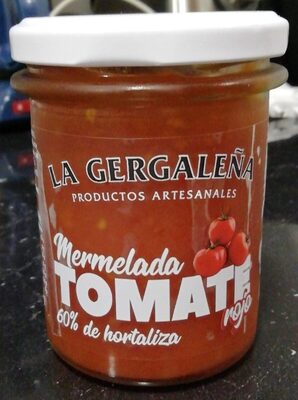 LA GERGALEÑA
PRODUCTOS ARTESANALES
Mermelada
TOMATE
rojo
60% de hortaliza